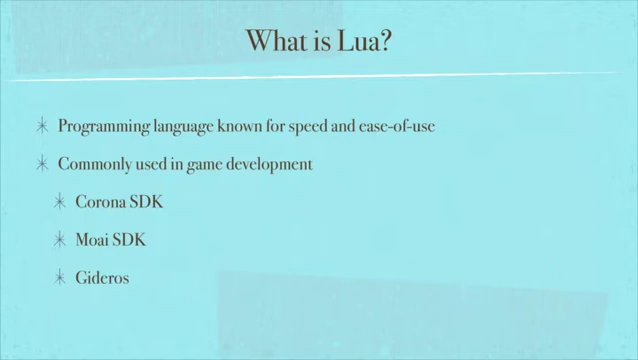 What is Lua?
Programming language known for speed and ease-of-use
Commonly used in game development
Corona SDK
Moai SDK
Gideros